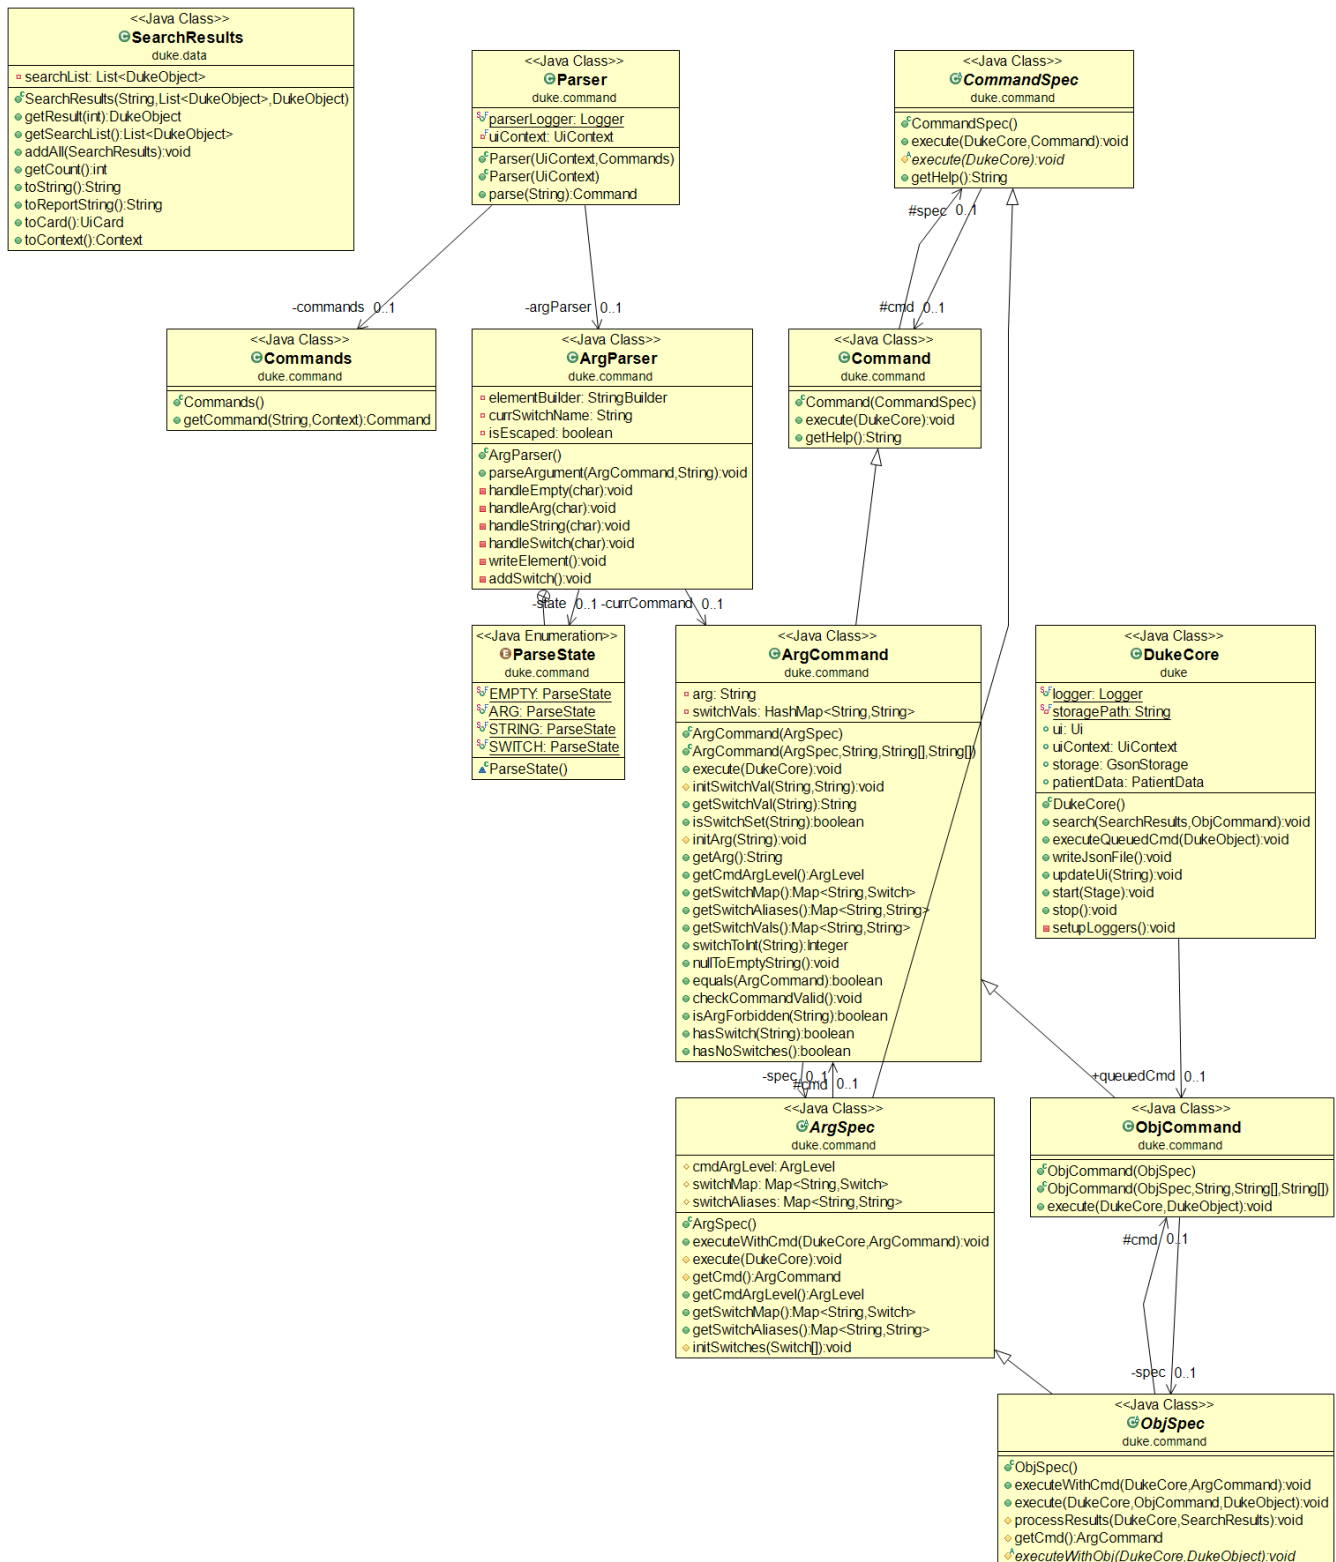 <<Java Class>>
SearchResults
duke.data
searchList: List<DukeObject>
SearchResults(String,List<DukeObject>,DukeObject)
getResult(int):DukeObject
getSearchList():List<DukeObject>
addAll(SearchResults):void
getCount():int
toString():String
toReportString():String
toCard():UiCard
toContext():Context
<<Java Class>>
Parser
duke.command
parserLogger: Logger
uiContext: UiContext
Parser(UiContext,Commands)
Parser(UiContext)
parse(String):Command
<<Java Class>>
CommandSpec
duke.command
CommandSpec()
execute(DukeCore,Command):void
execute(DukeCore):void
getHelp():String
#spec 0..1
-commands 0..1
-argParser 0..1
#cmd 0..1
<<Java Class>>
Commands
duke.command
Commands()
getCommand(String,Context):Command
<<Java Class>>
ArgParser
duke.command
elementBuilder: StringBuilder
currSwitchName: String
isEscaped: boolean
ArgParser()
parseArgument(ArgCommand,String):void
handleEmpty(char):void
handleArg(char):void
handleString(char):void
handleSwitch(char):void
writeElement():void
addSwitch():void
<<Java Class>>
Command
duke.command
Command(CommandSpec)
execute(DukeCore):void
getHelp():String
-state 0..1
-currCommand 0..1
<<Java Enumeration>>
ParseState
duke.command
EMPTY: ParseState
ARG: ParseState
STRING: ParseState
SWITCH: ParseState
ParseState()
<<Java Class>>
ArgCommand
duke.command
arg: String
switchVals: HashMap<String,String>
ArgCommand(ArgSpec)
ArgCommand(ArgSpec,String,String[],String[])
execute(DukeCore):void
initSwitchVal(String,String):void
getSwitchVal(String):String
isSwitchSet(String):boolean
initArg(String):void
getArg():String
getCmdArgLevel():ArgLevel
getSwitchMap():Map<String,Switch>
getSwitchAliases():Map<String,String>
getSwitchVals():Map<String,String>
switchToInt(String):Integer
nullToEmptyString():void
equals(ArgCommand):boolean
checkCommandValid():void
isArgForbidden(String):boolean
hasSwitch(String):boolean
hasNoSwitches():boolean
<<Java Class>>
DukeCore
duke
logger: Logger
storagePath: String
ui: Ui
uiContext: UiContext
storage: GsonStorage
patientData: PatientData
DukeCore()
search(SearchResults,ObjCommand):void
executeQueuedCmd(DukeObject):void
writeJsonFile():void
updateUi(String):void
start(Stage):void
stop():void
setupLoggers():void
-spec 0..1
#cmd 0..1
+queuedCmd 0..1
<<Java Class>>
ArgSpec
duke.command
cmdArgLevel: ArgLevel
switchMap: Map<String,Switch>
switchAliases: Map<String,String>
ArgSpec()
executeWithCmd(DukeCore,ArgCommand):void
execute(DukeCore):void
getCmd():ArgCommand
getCmdArgLevel():ArgLevel
getSwitchMap():Map<String,Switch>
getSwitchAliases():Map<String,String>
initSwitches(Switch[]):void
<<Java Class>>
ObjCommand
duke.command
ObjCommand(ObjSpec)
ObjCommand(ObjSpec,String,String[],String[])
execute(DukeCore,DukeObject):void
#cmd 0..1
-spec 0..1
<<Java Class>>
ObjSpec
duke.command
ObjSpec()
executeWithCmd(DukeCore,ArgCommand):void
execute(DukeCore,ObjCommand,DukeObject):void
processResults(DukeCore,SearchResults):void
getCmd():ArgCommand
executeWithObj(DukeCore,DukeObject):void